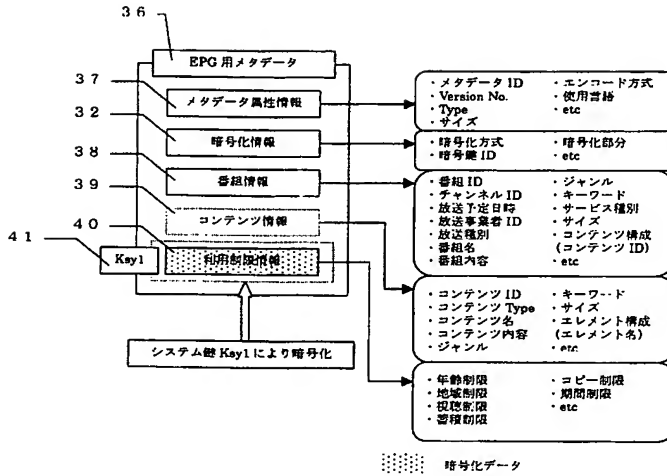 36
EPG用メタデータ
37
メタデータ属性情報
・メタデータID ・エンコード方式
・Version No. ・使用言語
・Type ・etc
・サイズ
32
暗号化情報
・暗号化方式 ・暗号化部分
・暗号鍵ID ・etc
38
番組情報
・番組ID ・ジャンル
・チャンネルID ・キーワード
・放送予定日時 ・サービス種別
・放送事業者ID ・サイズ
・放送種別 ・コンテンツ構成
・番組名 (コンテンツID)
・番組内容 ・etc
39
コンテンツ情報
・コンテンツID ・キーワード
・コンテンツType ・サイズ
・コンテンツ名 ・エレメント構成
・コンテンツ内容 (エレメント名)
・ジャンル ・etc
40
41
Ksy1
利用制限情報
・年齢制限 ・コピー制限
・地域制限 ・期間制限
・視聴制限 ・etc
・蓄積制限
システム鍵Ksy1により暗号化
暗号化データ